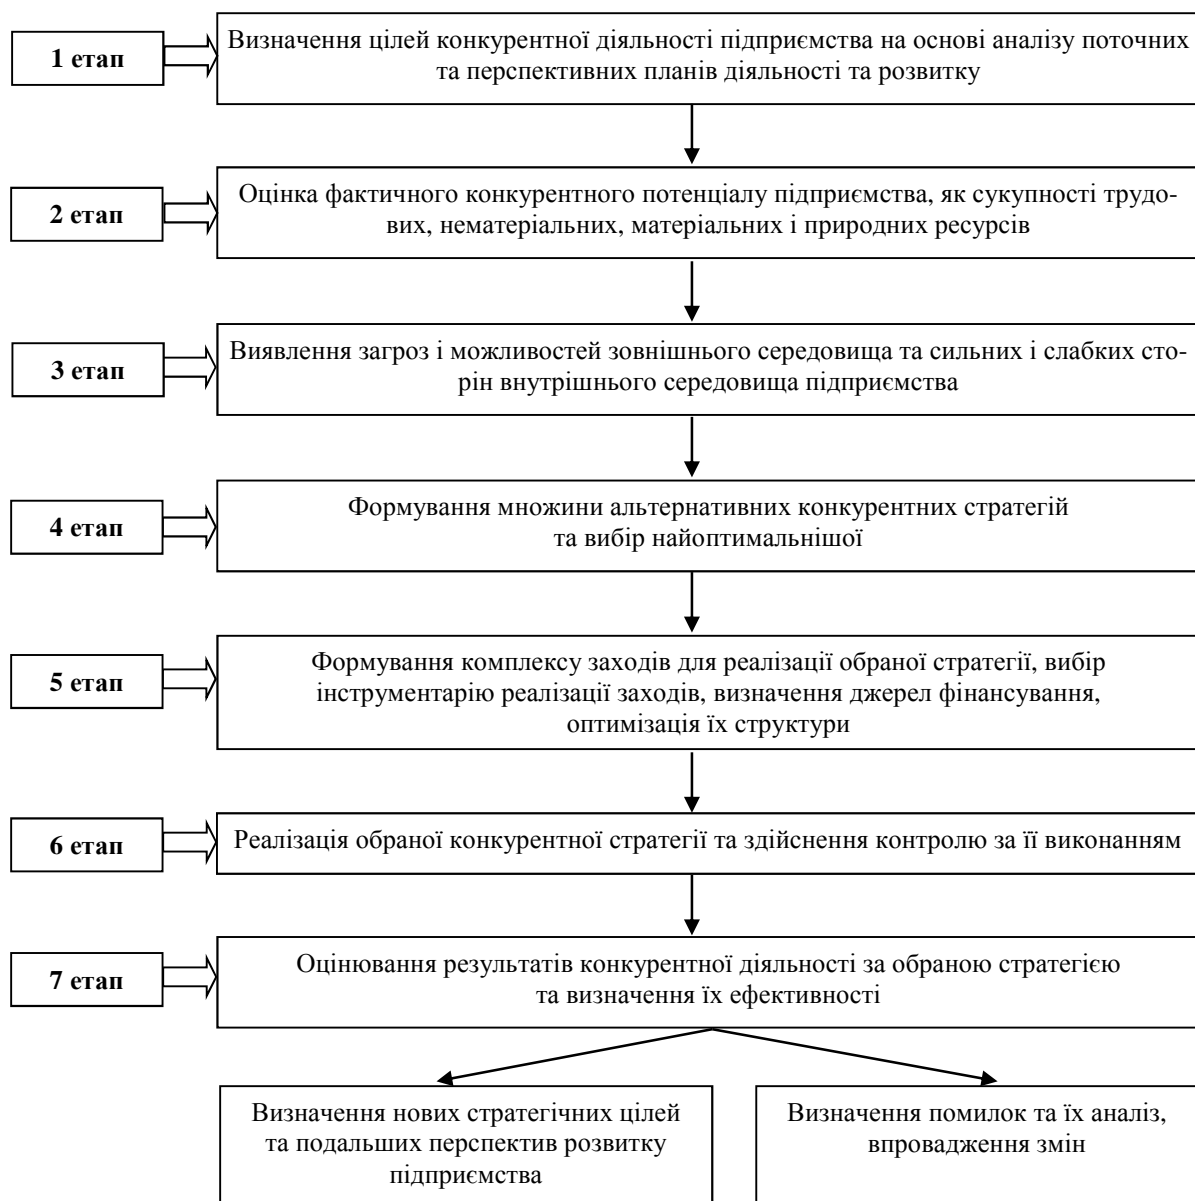 1 етап
Визначення цілей конкурентної діяльності підприємства на основі аналізу поточних
та перспективних планів діяльності та розвитку
2 етап
Оцінка фактичного конкурентного потенціалу підприємства, як сукупності трудо-
вих, нематеріальних, матеріальних і природних ресурсів
3 етап
Виявлення загроз і можливостей зовнішнього середовища та сильних і слабких сто-
рін внутрішнього середовища підприємства
4 етап
Формування множини альтернативних конкурентних стратегій
та вибір найоптимальнішої
5 етап
Формування комплексу заходів для реалізації обраної стратегії, вибір
інструментарію реалізації заходів, визначення джерел фінансування,
оптимізація їх структури
6 етап
Реалізація обраної конкурентної стратегії та здійснення контролю за її виконанням
7 етап
Оцінювання результатів конкурентної діяльності за обраною стратегією
та визначення їх ефективності
Визначення нових стратегічних цілей
та подальших перспектив розвитку
підприємства
Визначення помилок та їх аналіз,
впровадження змін